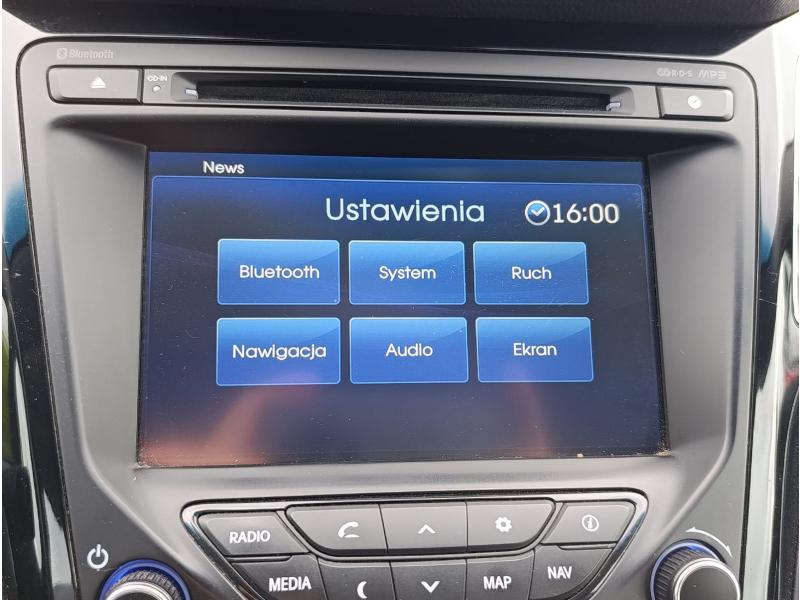 Bluetooth
CD-IN
R·D·S MP3
News
Ustawienia 16:00
Bluetooth System Ruch
Nawigacja Audio Ekran
RADIO
MEDIA MAP NAV